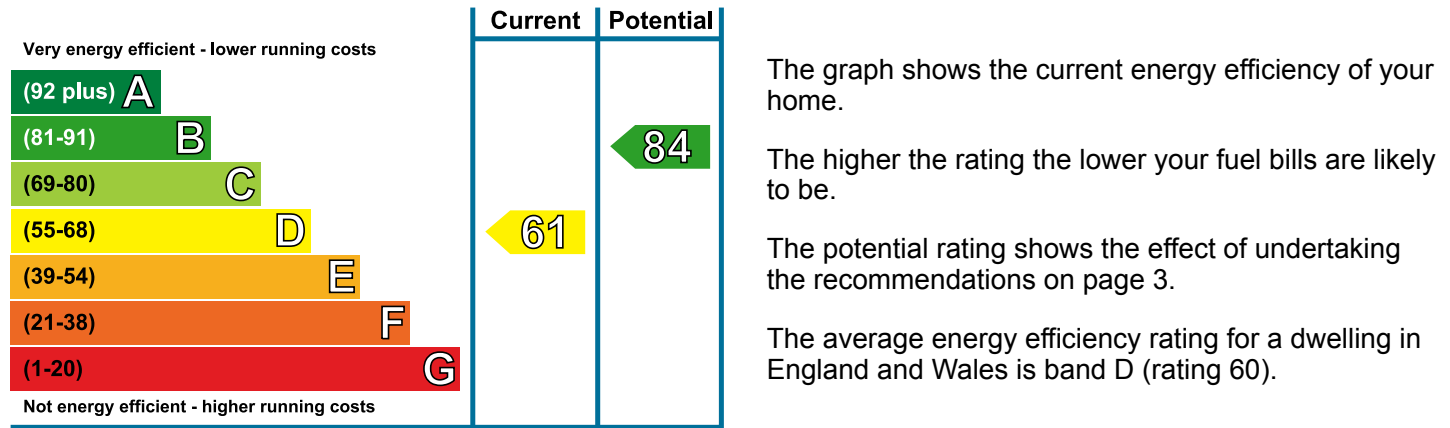 Current Potential
Very energy efficient - lower running costs
(92 plus) A
(81-91) B
84
(69-80) C
(55-68) D
61
(39-54) E
(21-38) F
(1-20) G
Not energy efficient - higher running costs
The graph shows the current energy efficiency of your
home.
The higher the rating the lower your fuel bills are likely
to be.
The potential rating shows the effect of undertaking
the recommendations on page 3.
The average energy efficiency rating for a dwelling in
England and Wales is band D (rating 60).